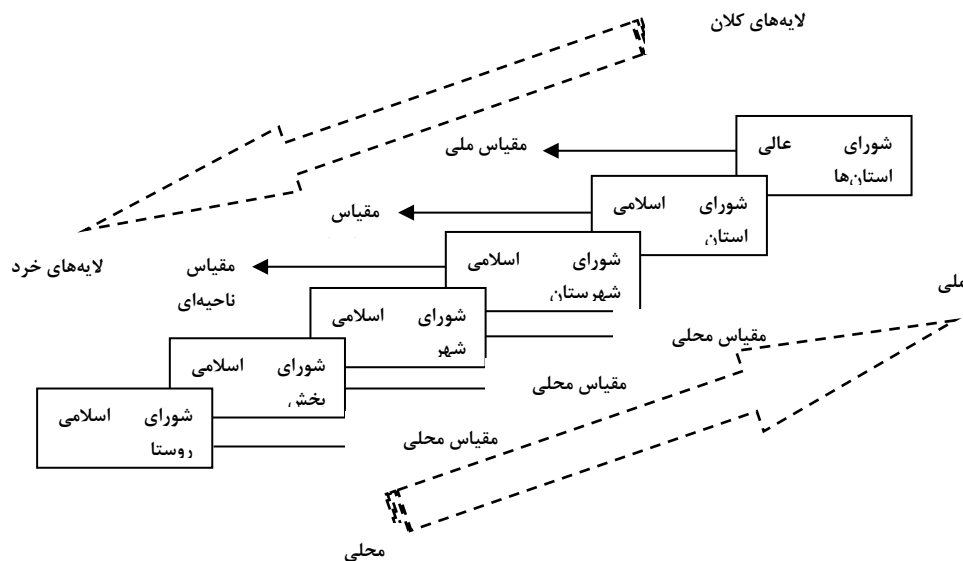 لایه‌های کلان
شورای عالی
استان‌ها
مقیاس ملی
شورای اسلامی
استان
مقیاس
شورای اسلامی
شهرستان
مقیاس
ناحیه‌ای
لایه‌های خرد
شورای اسلامی
شهر
ملی
مقیاس محلی
شورای اسلامی
بخش
مقیاس محلی
شورای اسلامی
روستا
مقیاس محلی
محلی